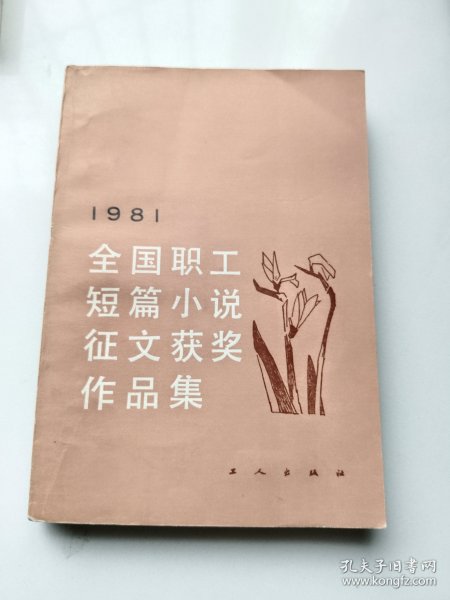 1981
全国职工
短篇小说
征文获奖
作品集
工人出版社
孔夫子旧书网
www.kongfz.com